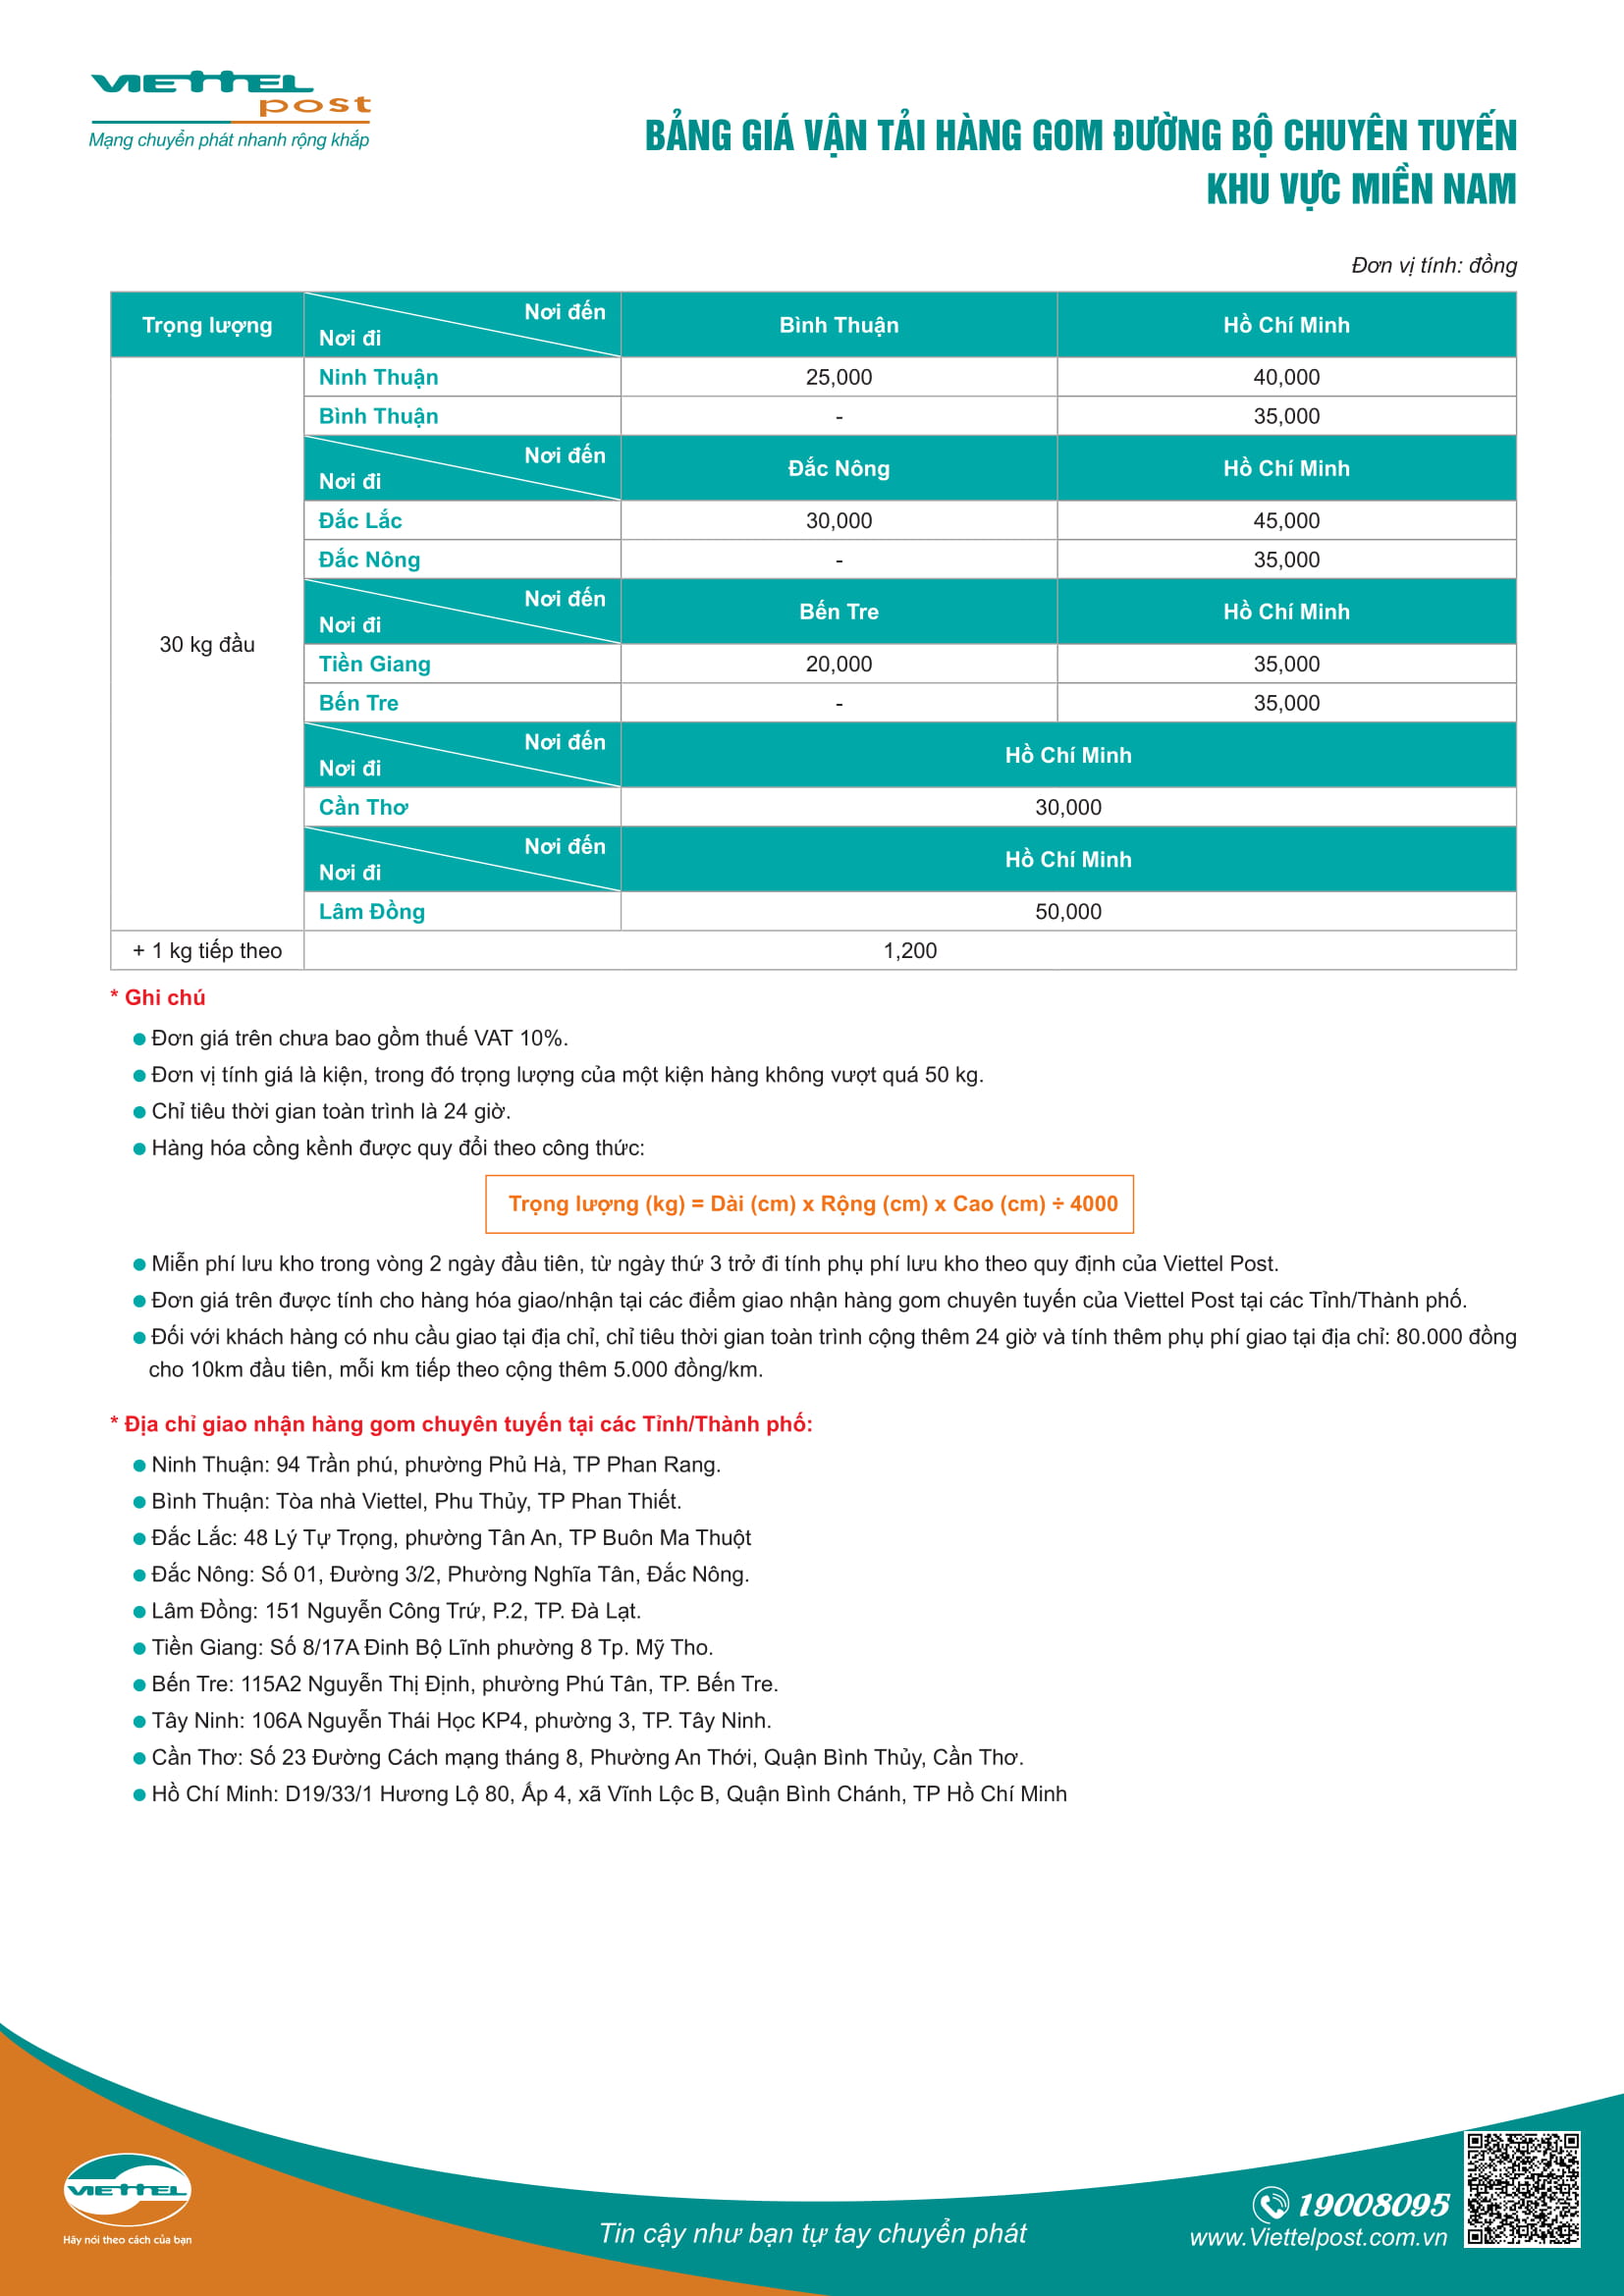 VIETTEL
post
Mạng chuyển phát nhanh rộng khắp
BẢNG GIÁ VẬN TẢI HÀNG GOM ĐƯỜNG BỘ CHUYÊN TUYẾN
KHU VỰC MIỀN NAM
Đơn vị tính: đồng
Trọng lượng Nơi đi Nơi đến Bình Thuận Hồ Chí Minh
Ninh Thuận 25,000 40,000
Bình Thuận - 35,000
Nơi đi Nơi đến Đắc Nông Hồ Chí Minh
Đắc Lắc 30,000 45,000
Đắc Nông - 35,000
Nơi đi Nơi đến Bến Tre Hồ Chí Minh
30 kg đầu
Tiền Giang 20,000 35,000
Bến Tre - 35,000
Nơi đi Nơi đến Hồ Chí Minh
Cần Thơ 30,000
Nơi đi Nơi đến Hồ Chí Minh
Lâm Đồng 50,000
+ 1 kg tiếp theo 1,200
* Ghi chú
Đơn giá trên chưa bao gồm thuế VAT 10%.
Đơn vị tính giá là kiện, trong đó trọng lượng của một kiện hàng không vượt quá 50 kg.
Chỉ tiêu thời gian toàn trình là 24 giờ.
Hàng hóa cồng kềnh được quy đổi theo công thức:
Trọng lượng (kg) = Dài (cm) x Rộng (cm) x Cao (cm) ÷ 4000
Miễn phí lưu kho trong vòng 2 ngày đầu tiên, từ ngày thứ 3 trở đi tính phụ phí lưu kho theo quy định của Viettel Post.
Đơn giá trên được tính cho hàng hóa giao/nhận tại các điểm giao nhận hàng gom chuyên tuyến của Viettel Post tại các Tỉnh/Thành phố.
Đối với khách hàng có nhu cầu giao tại địa chỉ, chỉ tiêu thời gian toàn trình cộng thêm 24 giờ và tính thêm phụ phí giao tại địa chỉ: 80.000 đồng
cho 10km đầu tiên, mỗi km tiếp theo cộng thêm 5.000 đồng/km.
* Địa chỉ giao nhận hàng gom chuyên tuyến tại các Tỉnh/Thành phố:
Ninh Thuận: 94 Trần phú, phường Phủ Hà, TP Phan Rang.
Bình Thuận: Tòa nhà Viettel, Phu Thủy, TP Phan Thiết.
Đắc Lắc: 48 Lý Tự Trọng, phường Tân An, TP Buôn Ma Thuột
Đắc Nông: Số 01, Đường 3/2, Phường Nghĩa Tân, Đắc Nông.
Lâm Đồng: 151 Nguyễn Công Trứ, P.2, TP. Đà Lạt.
Tiền Giang: Số 8/17A Đinh Bộ Lĩnh phường 8 Tp. Mỹ Tho.
Bến Tre: 115A2 Nguyễn Thị Định, phường Phú Tân, TP. Bến Tre.
Tây Ninh: 106A Nguyễn Thái Học KP4, phường 3, TP. Tây Ninh.
Cần Thơ: Số 23 Đường Cách mạng tháng 8, Phường An Thới, Quận Bình Thủy, Cần Thơ.
Hồ Chí Minh: D19/33/1 Hương Lộ 80, Ấp 4, xã Vĩnh Lộc B, Quận Bình Chánh, TP Hồ Chí Minh
VIETTEL
Hãy nói theo cách của bạn
Tin cậy như bạn tự tay chuyển phát
19008095
www.Viettelpost.com.vn